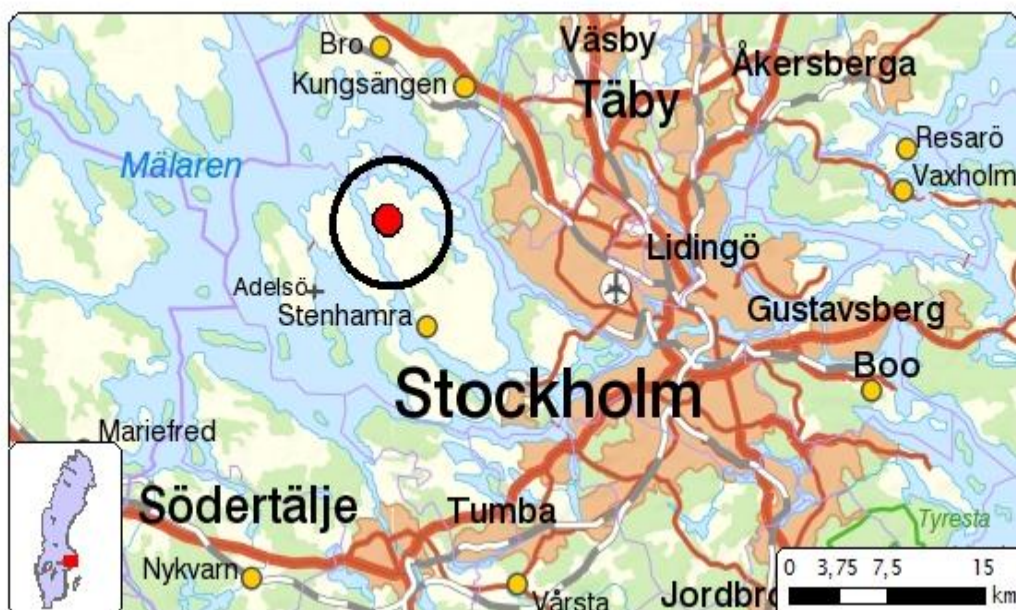 Väsby
Bro
Åkersberga
Kungsängen
Täby
Resarö
Mälaren
Vaxholm
Lidingö
Adelsö
Stenhamra
Gustavsberg
Boo
Stockholm
Mariefred
Södertälje
Tumba
Tyresta
Nykvarn
0 3,75 7,5 15
km
Vårsta
Jordbro